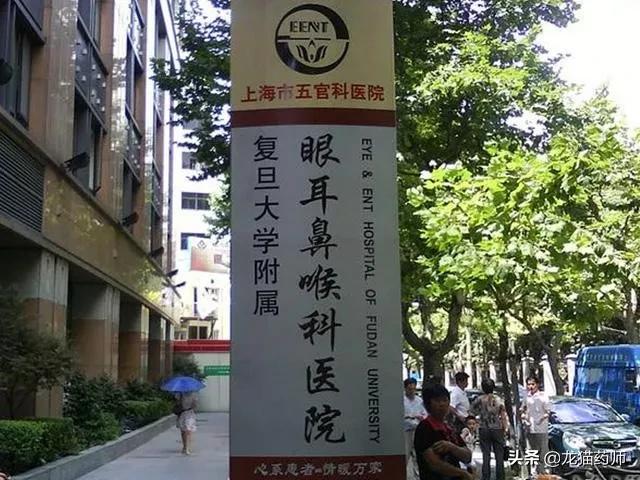 EENT
上海市五官科医院
复旦大学附属
眼耳鼻喉科医院
EYE & ENT HOSPITAL OF FUDAN UNIVERSITY
心系患者 情暖万家
头条 @龙猫药师